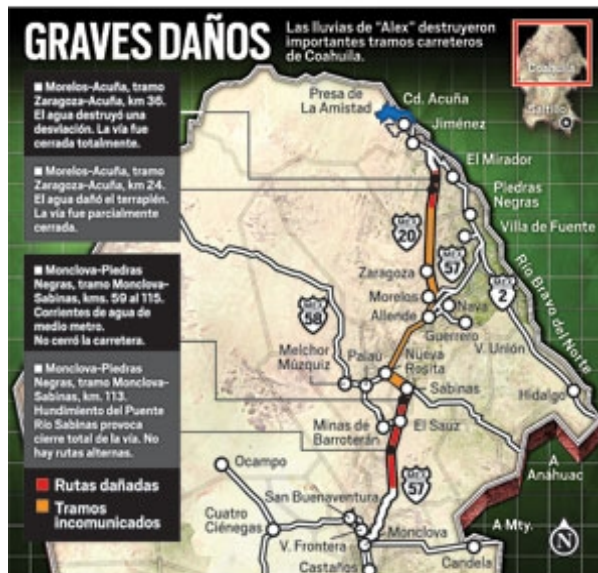 GRAVES DAÑOS
Las lluvias de "Alex" destruyeron
importantes tramos carreteros
de Coahuila.
Coahuila
Saltillo
Morelos-Acuña, tramo
Zaragoza-Acuña, km 36.
El agua destruyó una
desviación. La vía fue
cerrada totalmente.
Morelos-Acuña, tramo
Zaragoza-Acuña, km 24.
El agua dañó el terraplén.
La vía fue parcialmente
cerrada.
Monclova-Piedras
Negras, tramo Monclova-
Sabinas, kms. 59 al 115.
Corrientes de agua de
medio metro.
No cerró la carretera.
Monclova-Piedras
Negras, tramo Monclova-
Sabinas, km. 113.
Hundimiento del Puente
Río Sabinas provoca
cierre total de la vía. No
hay rutas alternas.
Rutas dañadas
Tramos
incomunicados
Presa de
La Amistad
Cd. Acuña
Jiménez
El Mirador
Piedras
Negras
Villa de Fuente
MEX
20
MEX
57
MEX
2
Río Bravo del Norte
Zaragoza
Morelos
Allende
Nava
Guerrero
V. Unión
MEX
58
Melchor
Múzquiz
Palaú
Nueva
Rosita
Sabinas
Hidalgo
Minas de
Barroterán
El Saúz
A
Anáhuac
MEX
57
Ocampo
San Buenaventura
Cuatro
Ciénegas
V. Frontera
Monclova
A Mty.
Castaños
Candela
N